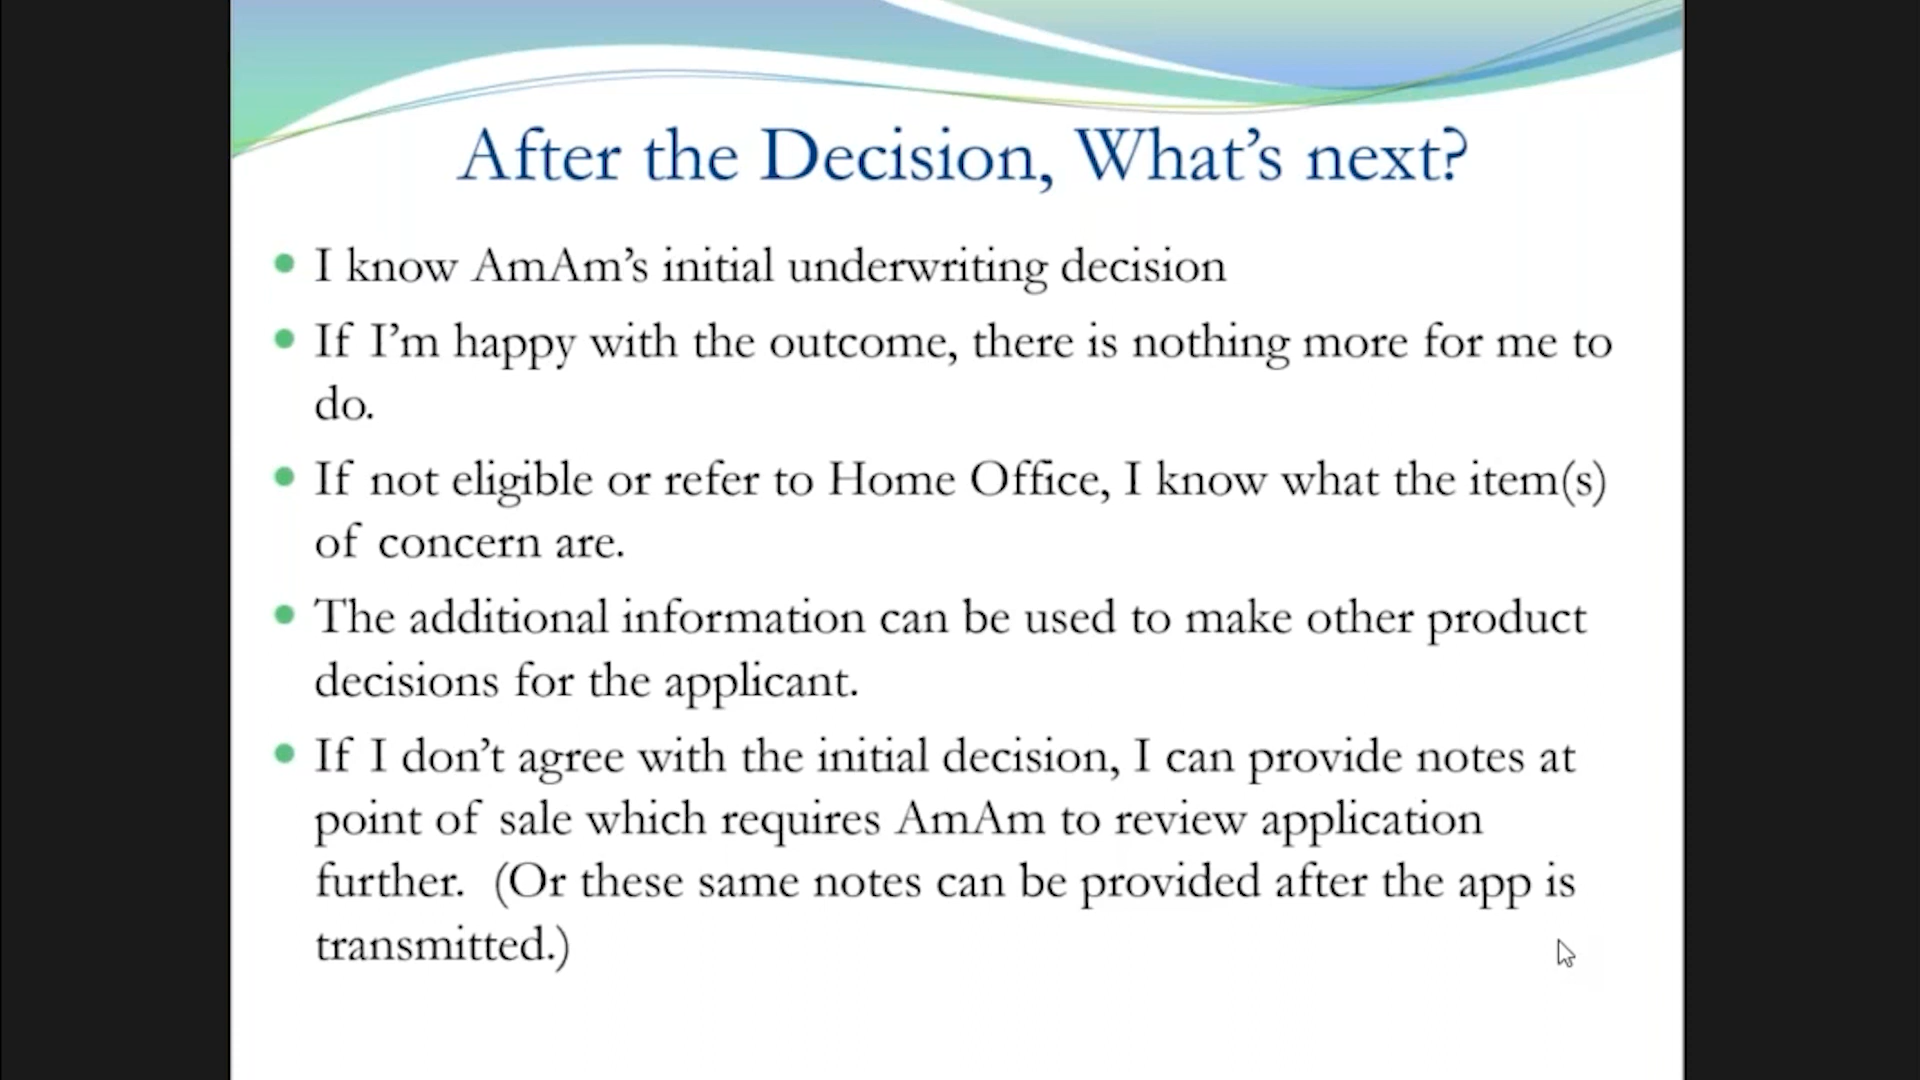 After the Decision, What's next?
• I know AmAm's initial underwriting decision
• If I'm happy with the outcome, there is nothing more for me to
do.
• If not eligible or refer to Home Office, I know what the item(s)
of concern are.
• The additional information can be used to make other product
decisions for the applicant.
• If I don't agree with the initial decision, I can provide notes at
point of sale which requires AmAm to review application
further. (Or these same notes can be provided after the app is
transmitted.)